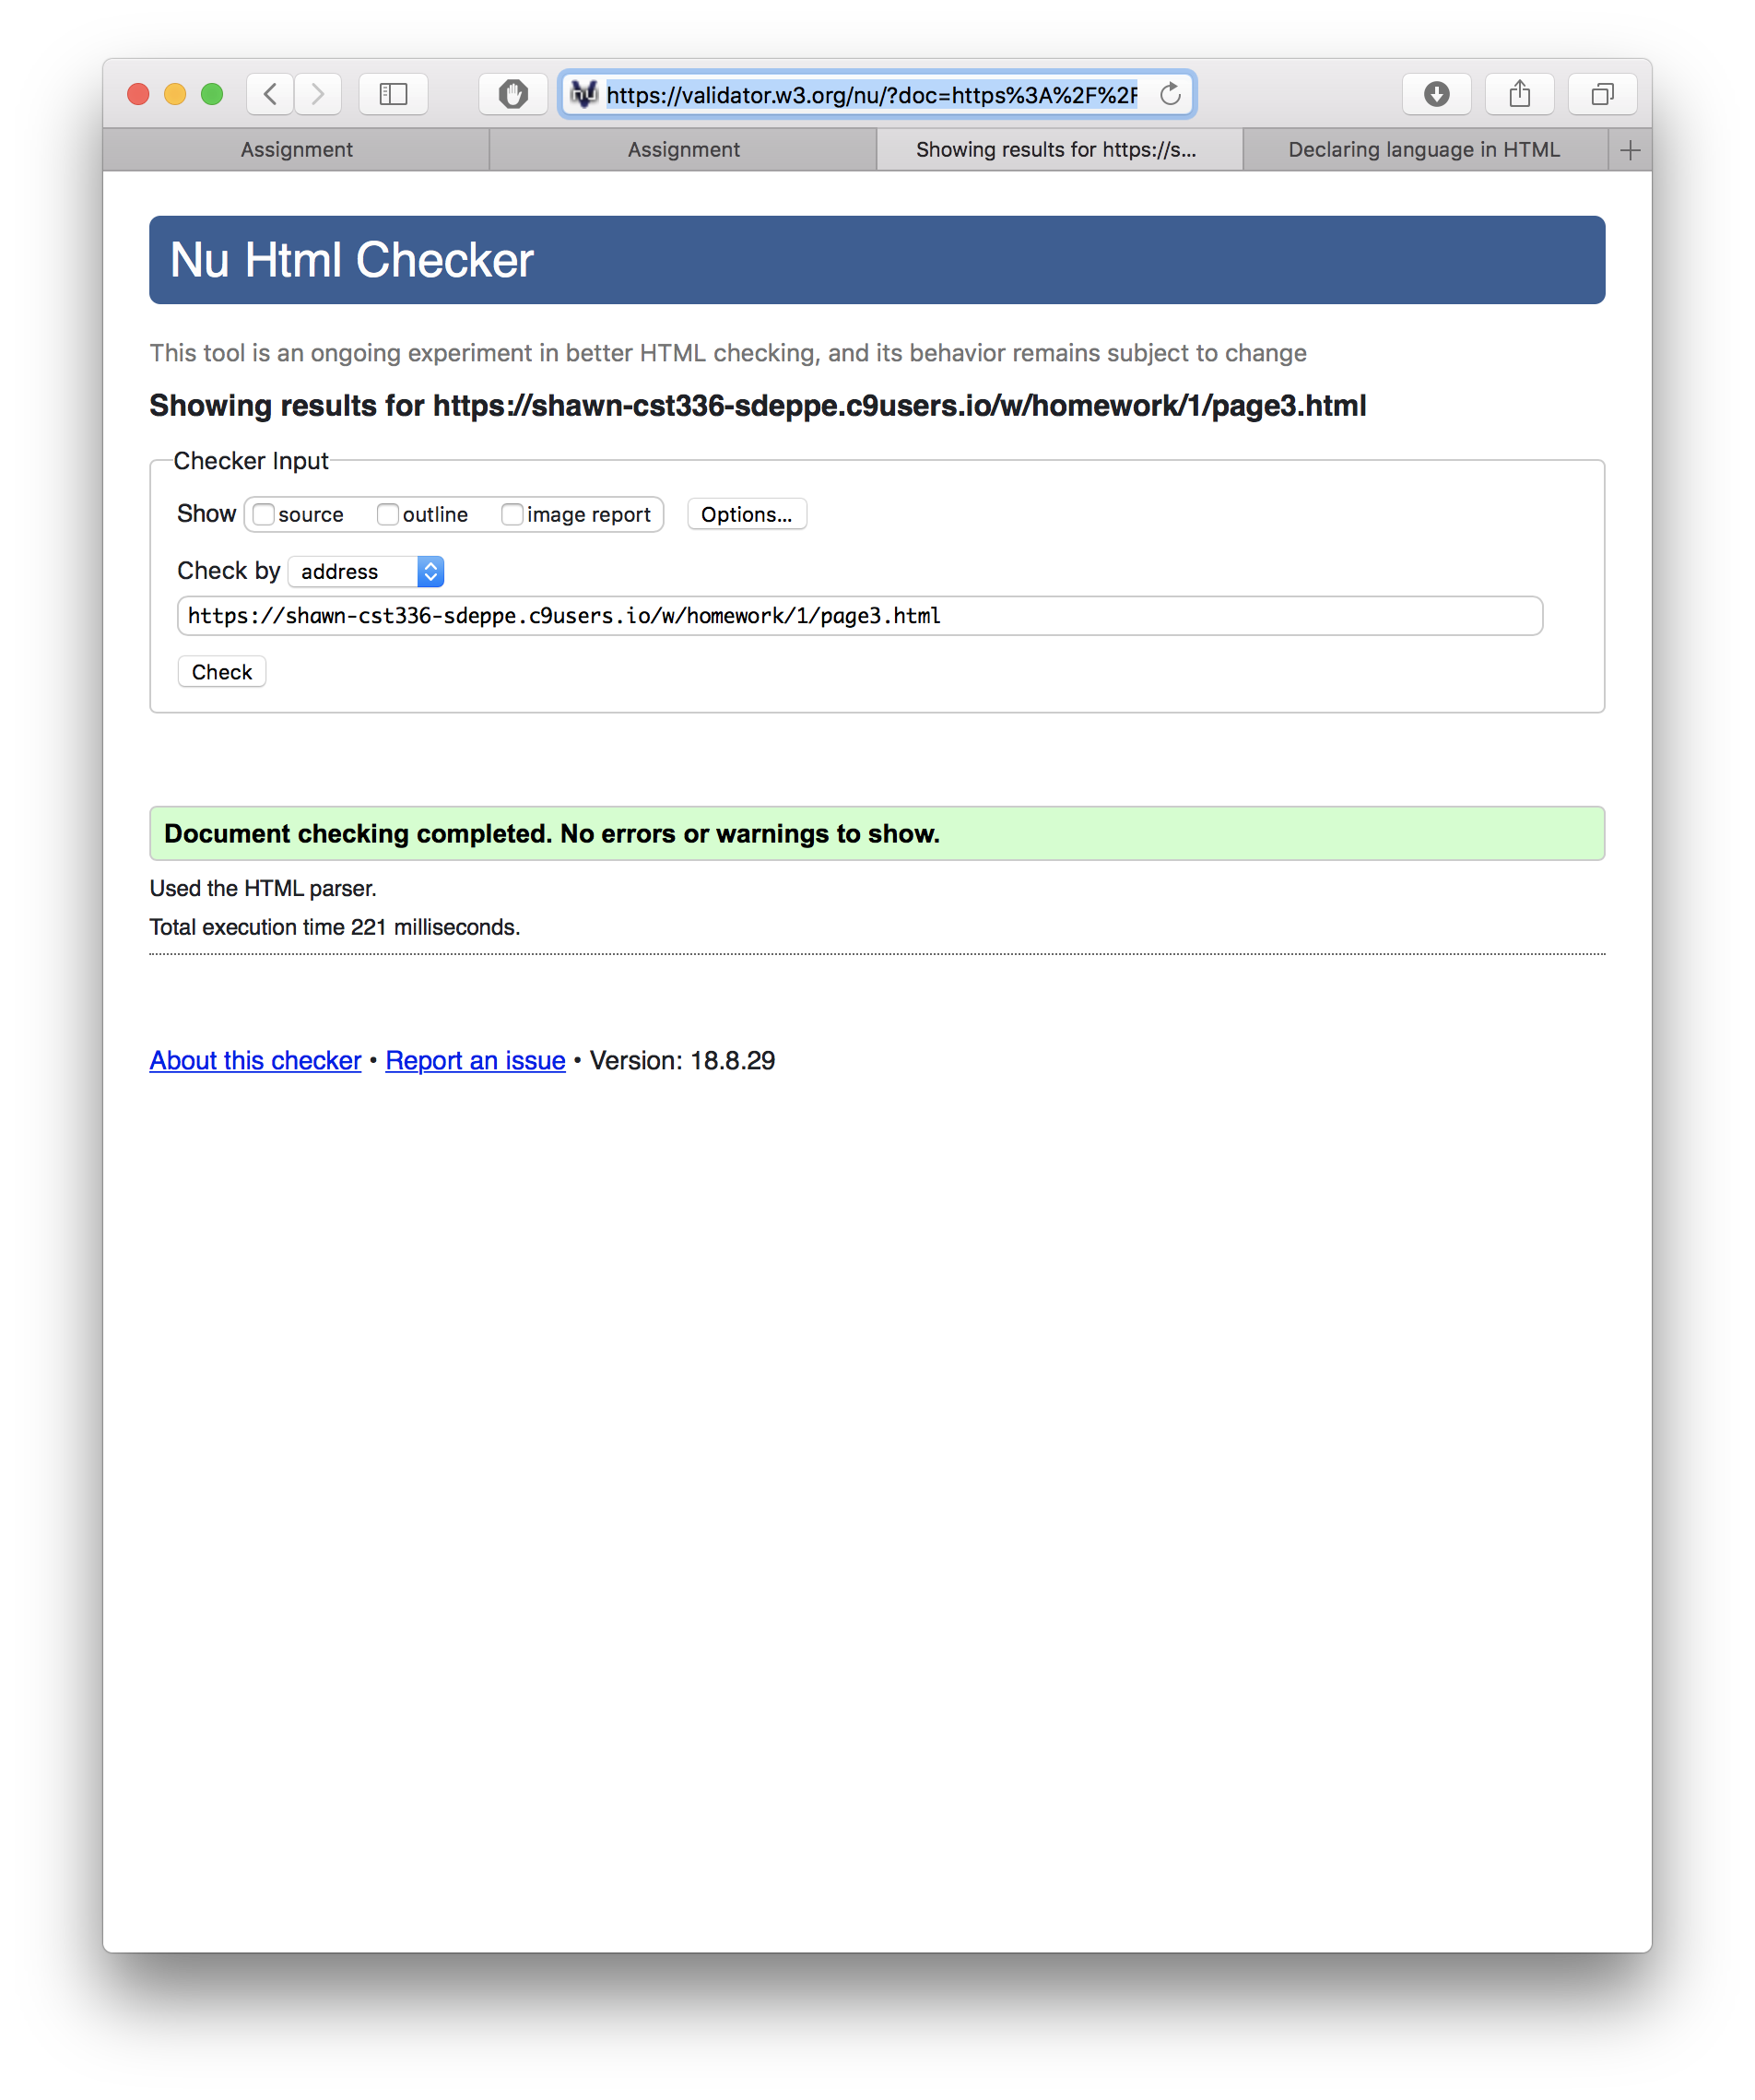 https://validator.w3.org/nu/?doc=https%3A%2F%2F
Assignment
Assignment
Showing results for https://s...
Declaring language in HTML
Nu Html Checker
This tool is an ongoing experiment in better HTML checking, and its behavior remains subject to change
Showing results for https://shawn-cst336-sdeppe.c9users.io/w/homework/1/page3.html
Checker Input
Show source outline image report Options...
Check by address
https://shawn-cst336-sdeppe.c9users.io/w/homework/1/page3.html
Check
Document checking completed. No errors or warnings to show.
Used the HTML parser.
Total execution time 221 milliseconds.
About this checker • Report an issue • Version: 18.8.29